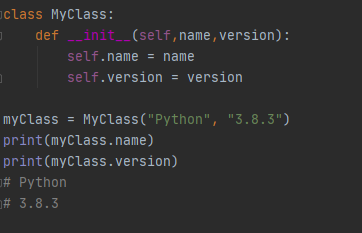 class MyClass:
    def __init__(self,name,version):
        self.name = name
        self.version = version

myClass = MyClass("Python", "3.8.3")
print(myClass.name)
print(myClass.version)
# Python
# 3.8.3